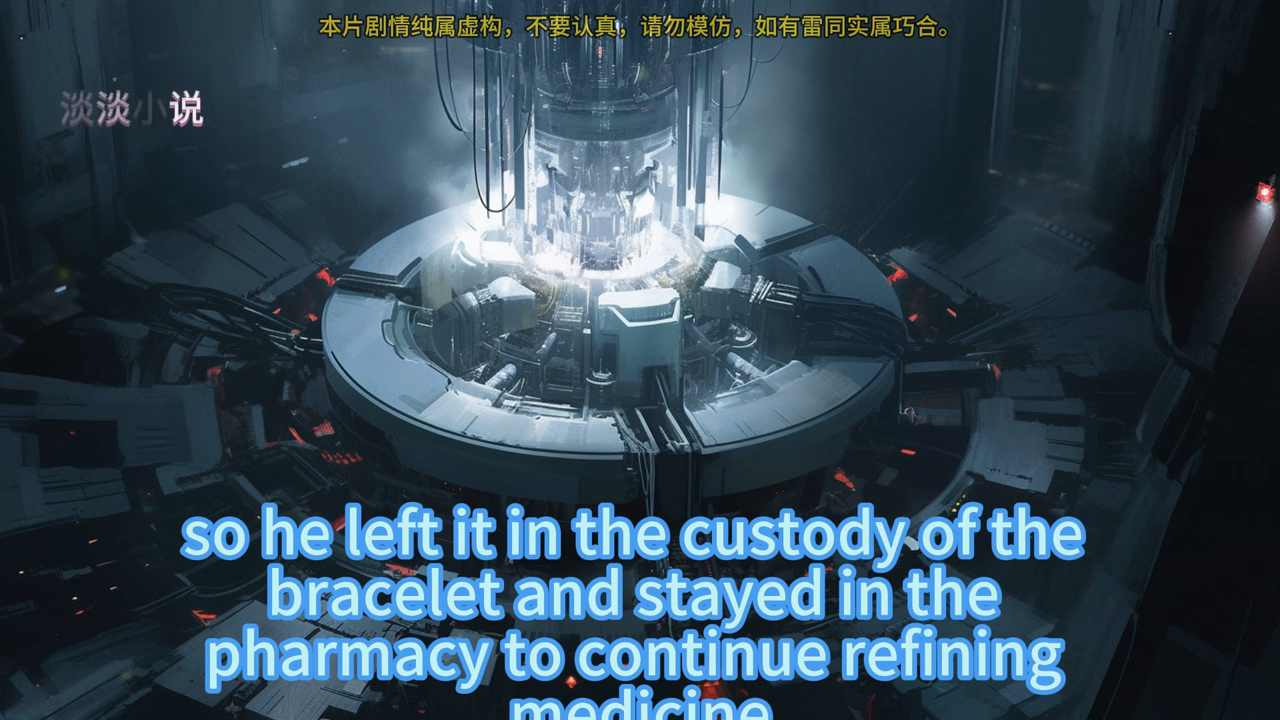 本片剧情纯属虚构，不要认真，请勿模仿，如有雷同实属巧合。
淡淡小说
so he left it in the custody of the
bracelet and stayed in the
pharmacy to continue refining
medicine